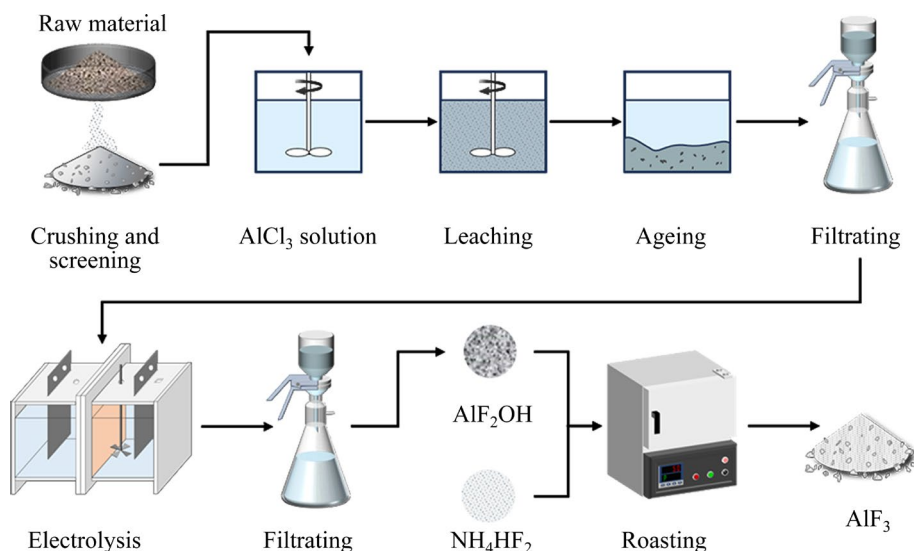 Raw material
Crushing and
screening
AlCl₃ solution
Leaching
Ageing
Filtrating
Electrolysis
Filtrating
AlF₂OH
NH₄HF₂
Roasting
AlF₃